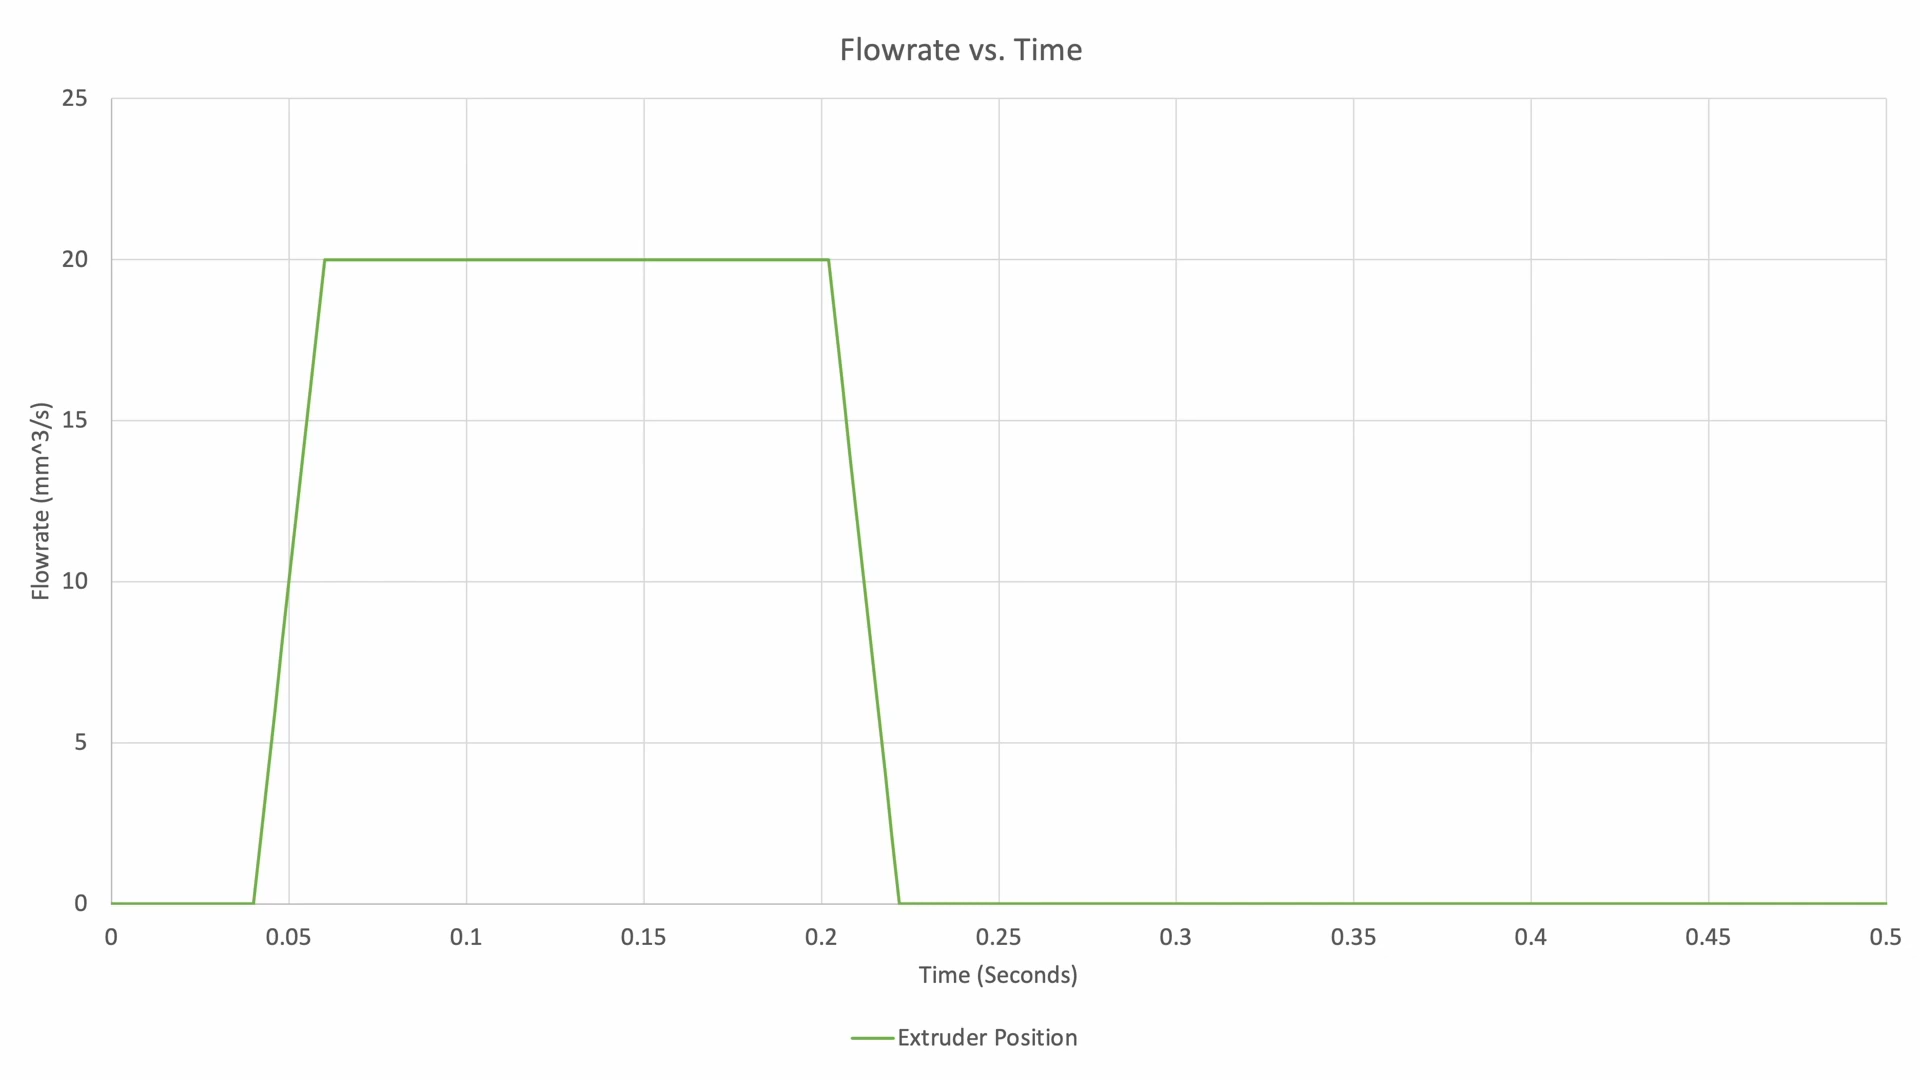 Flowrate vs. Time
25
20
15
10
5
0
Flowrate (mm^3/s)
0 0.05 0.1 0.15 0.2 0.25 0.3 0.35 0.4 0.45 0.5
Time (Seconds)
Extruder Position